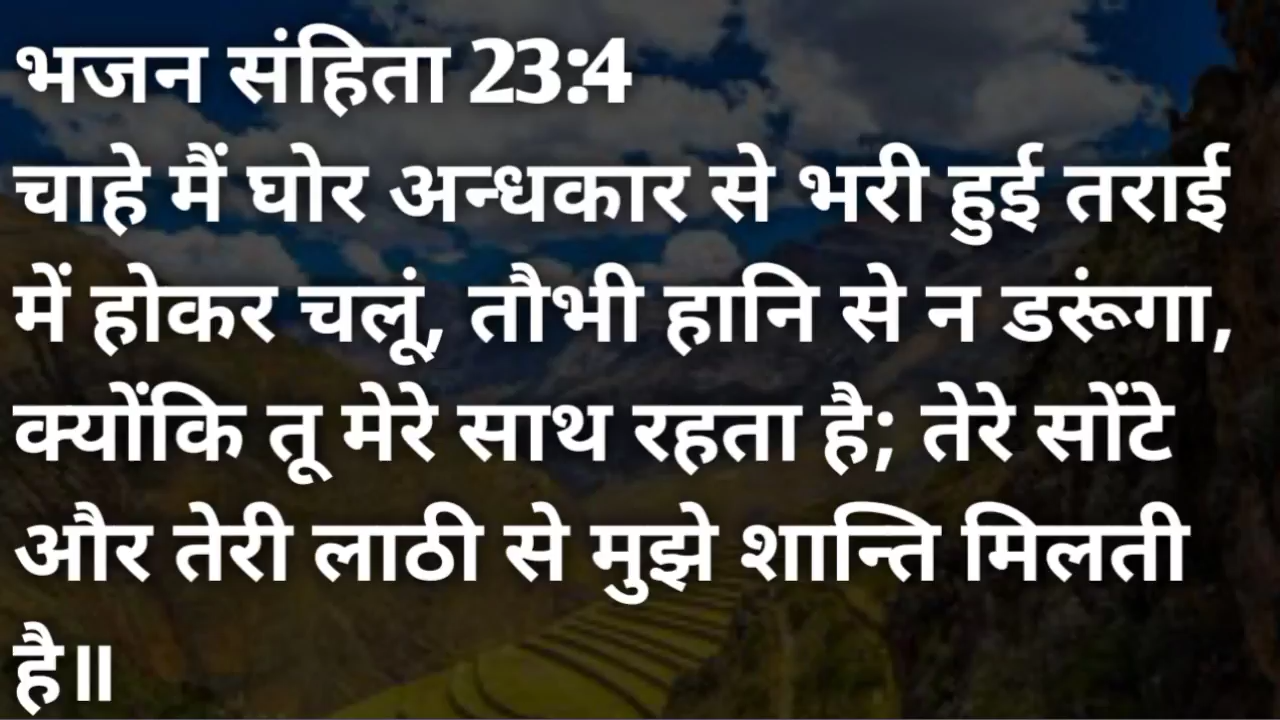 भजन संहिता 23:4
चाहे मैं घोर अन्धकार से भरी हुई तराई
में होकर चलूं, तौभी हानि से न डरूंगा,
क्योंकि तू मेरे साथ रहता है; तेरे सोंटे
और तेरी लाठी से मुझे शान्ति मिलती
है॥